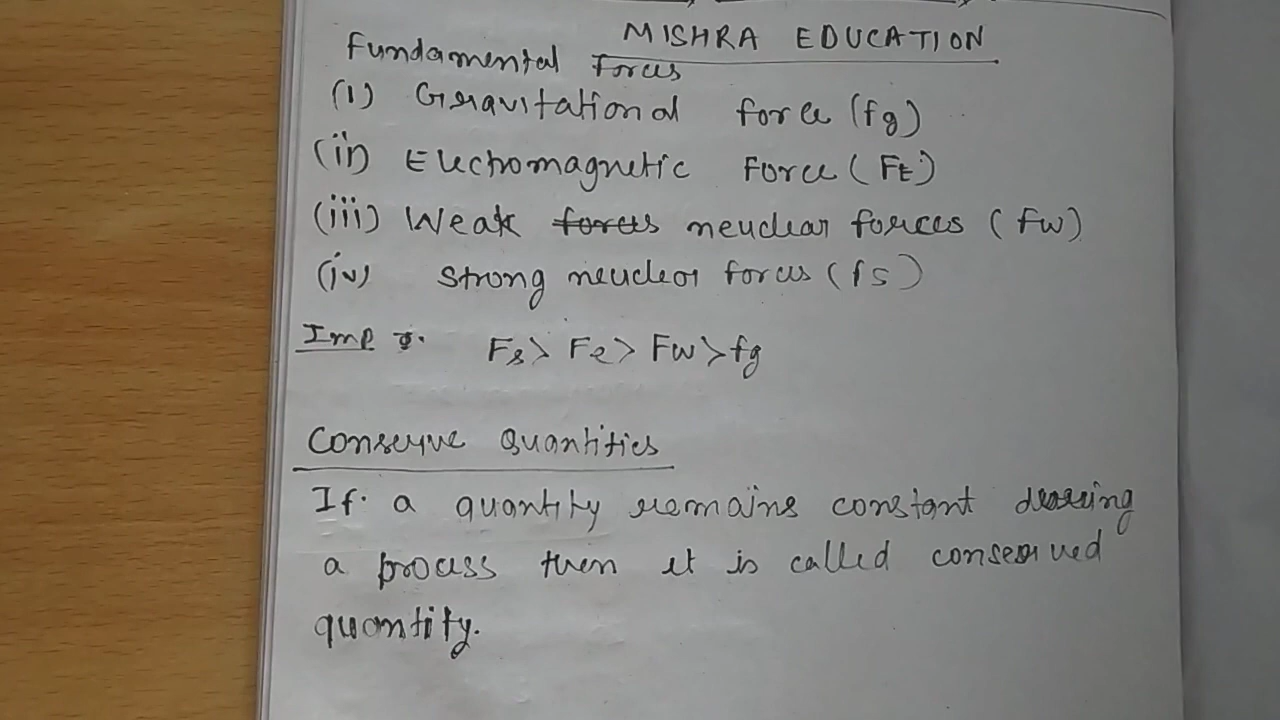 MISHRA EDUCATION
Fundamental Forces
(i) Gravitational force (fg)
(ii) Electromagnetic Force (FE)
(iii) Weak forces neuclear forces (Fw)
(iv) Strong neuclear forces (fs)
Imp :. Fs > Fe > Fw > fg
Conserve Quantities
If a quantity remains constant during
a process then it is called conserved
quantity.